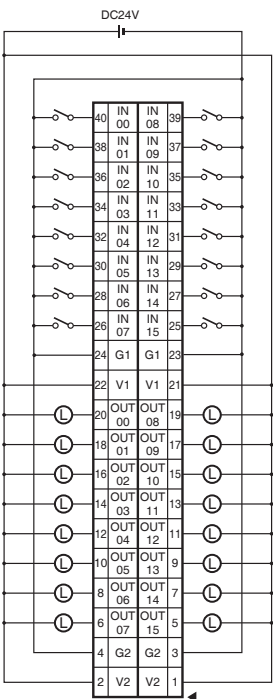 DC24V
40 IN 00 IN 08 39
38 IN 01 IN 09 37
36 IN 02 IN 10 35
34 IN 03 IN 11 33
32 IN 04 IN 12 31
30 IN 05 IN 13 29
28 IN 06 IN 14 27
26 IN 07 IN 15 25
24 G1 G1 23
22 V1 V1 21
L 20 OUT 00 OUT 08 19 L
L 18 OUT 01 OUT 09 17 L
L 16 OUT 02 OUT 10 15 L
L 14 OUT 03 OUT 11 13 L
L 12 OUT 04 OUT 12 11 L
L 10 OUT 05 OUT 13 9 L
L 8 OUT 06 OUT 14 7 L
L 6 OUT 07 OUT 15 5 L
4 G2 G2 3
2 V2 V2 1